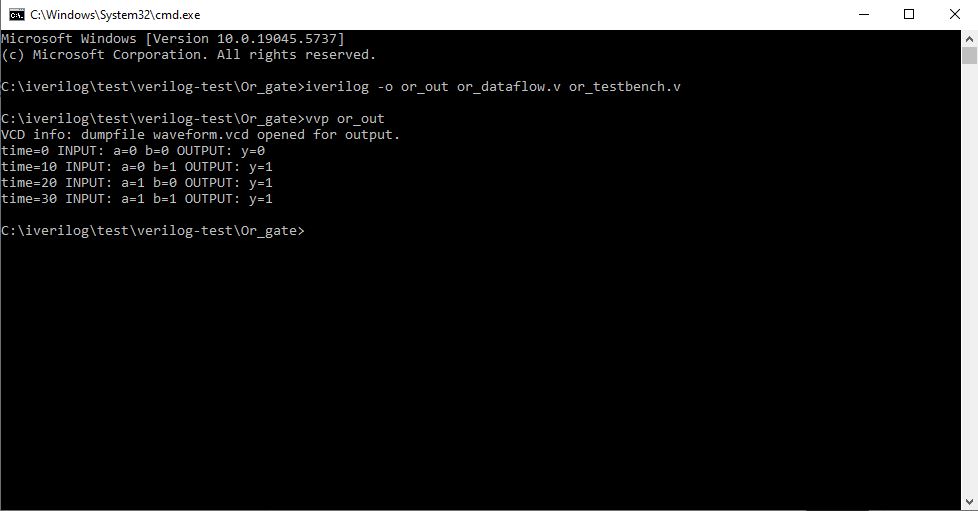 C:\Windows\System32\cmd.exe
Microsoft Windows [Version 10.0.19045.5737]
(c) Microsoft Corporation. All rights reserved.
C:\iverilog\test\verilog-test\Or_gate>iverilog -o or_out or_dataflow.v or_testbench.v
C:\iverilog\test\verilog-test\Or_gate>vvp or_out
VCD info: dumpfile waveform.vcd opened for output.
time=0 INPUT: a=0 b=0 OUTPUT: y=0
time=10 INPUT: a=0 b=1 OUTPUT: y=1
time=20 INPUT: a=1 b=0 OUTPUT: y=1
time=30 INPUT: a=1 b=1 OUTPUT: y=1
C:\iverilog\test\verilog-test\Or_gate>